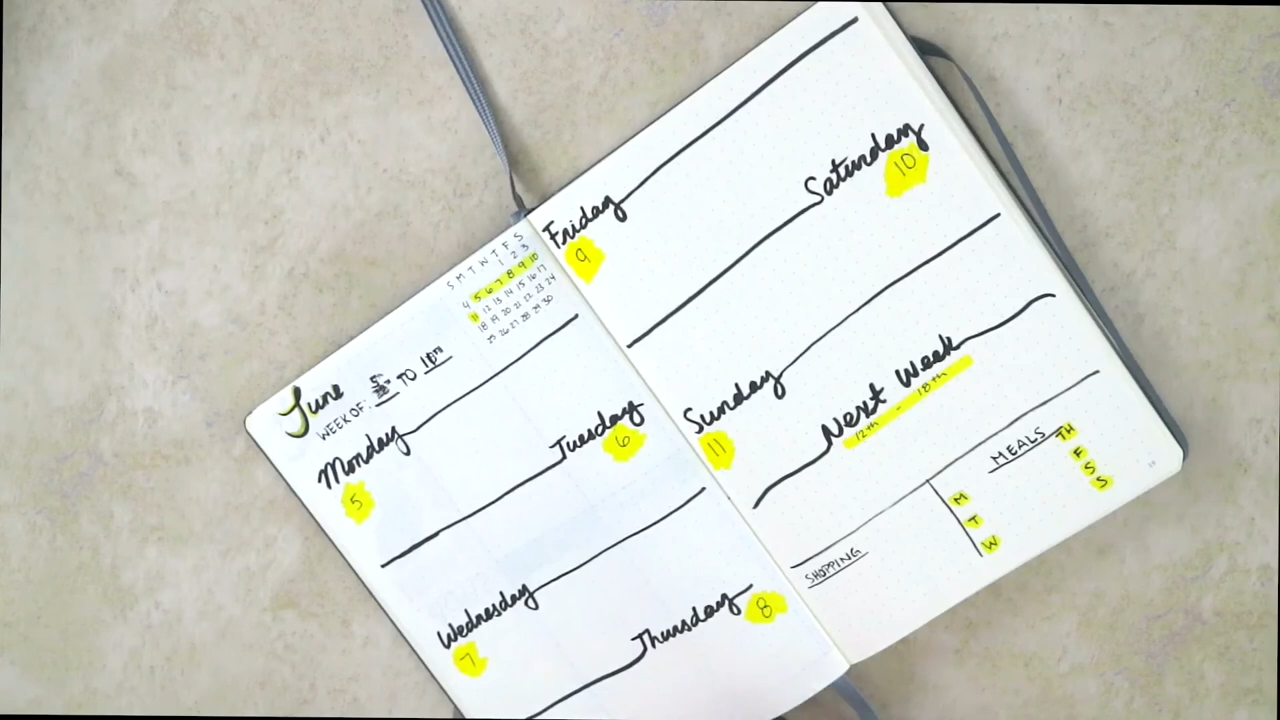 June
WEEK OF: 5th TO 10TH
S M T W T F S
1 2 3
4 5 6 7 8 9 10
11 12 13 14 15 16 17
18 19 20 21 22 23 24
25 26 27 28 29 30
Monday
5
Tuesday
6
Wednesday
7
Thursday
8
Friday
9
Saturday
10
Sunday
11
Next Week
12th - 18th
SHOPPING
MEALS
M
T
W
TH
F
S
S